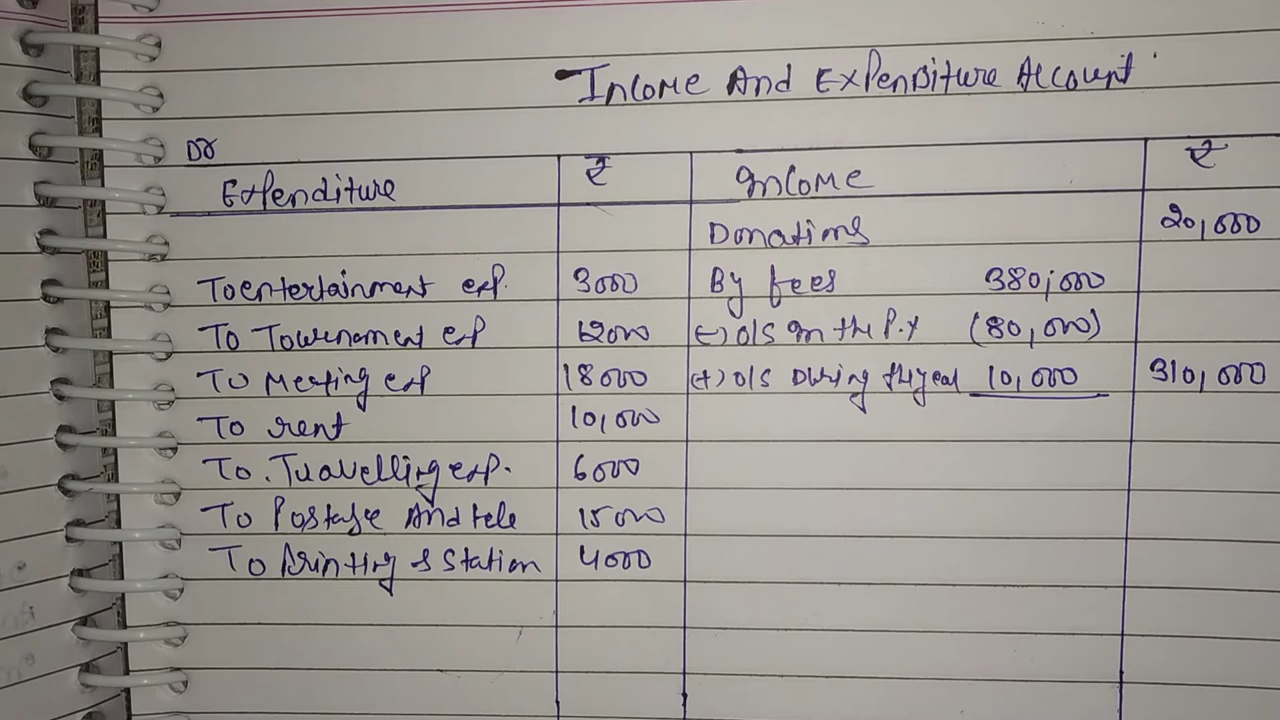 Income And Expenditure Account
Dr
Expenditure ₹ Income ₹
Donations 20,000
To entertainment exp. 3000 By fees 380,000
To Tournament exp 12000 (-) O/S in the P.Y (80,000)
To Meeting exp 18000 (+) O/S During the year 10,000 310,000
To rent 10,000
To. Travelling exp. 6000
To Postage And tele 15000
To printing & Station 4000